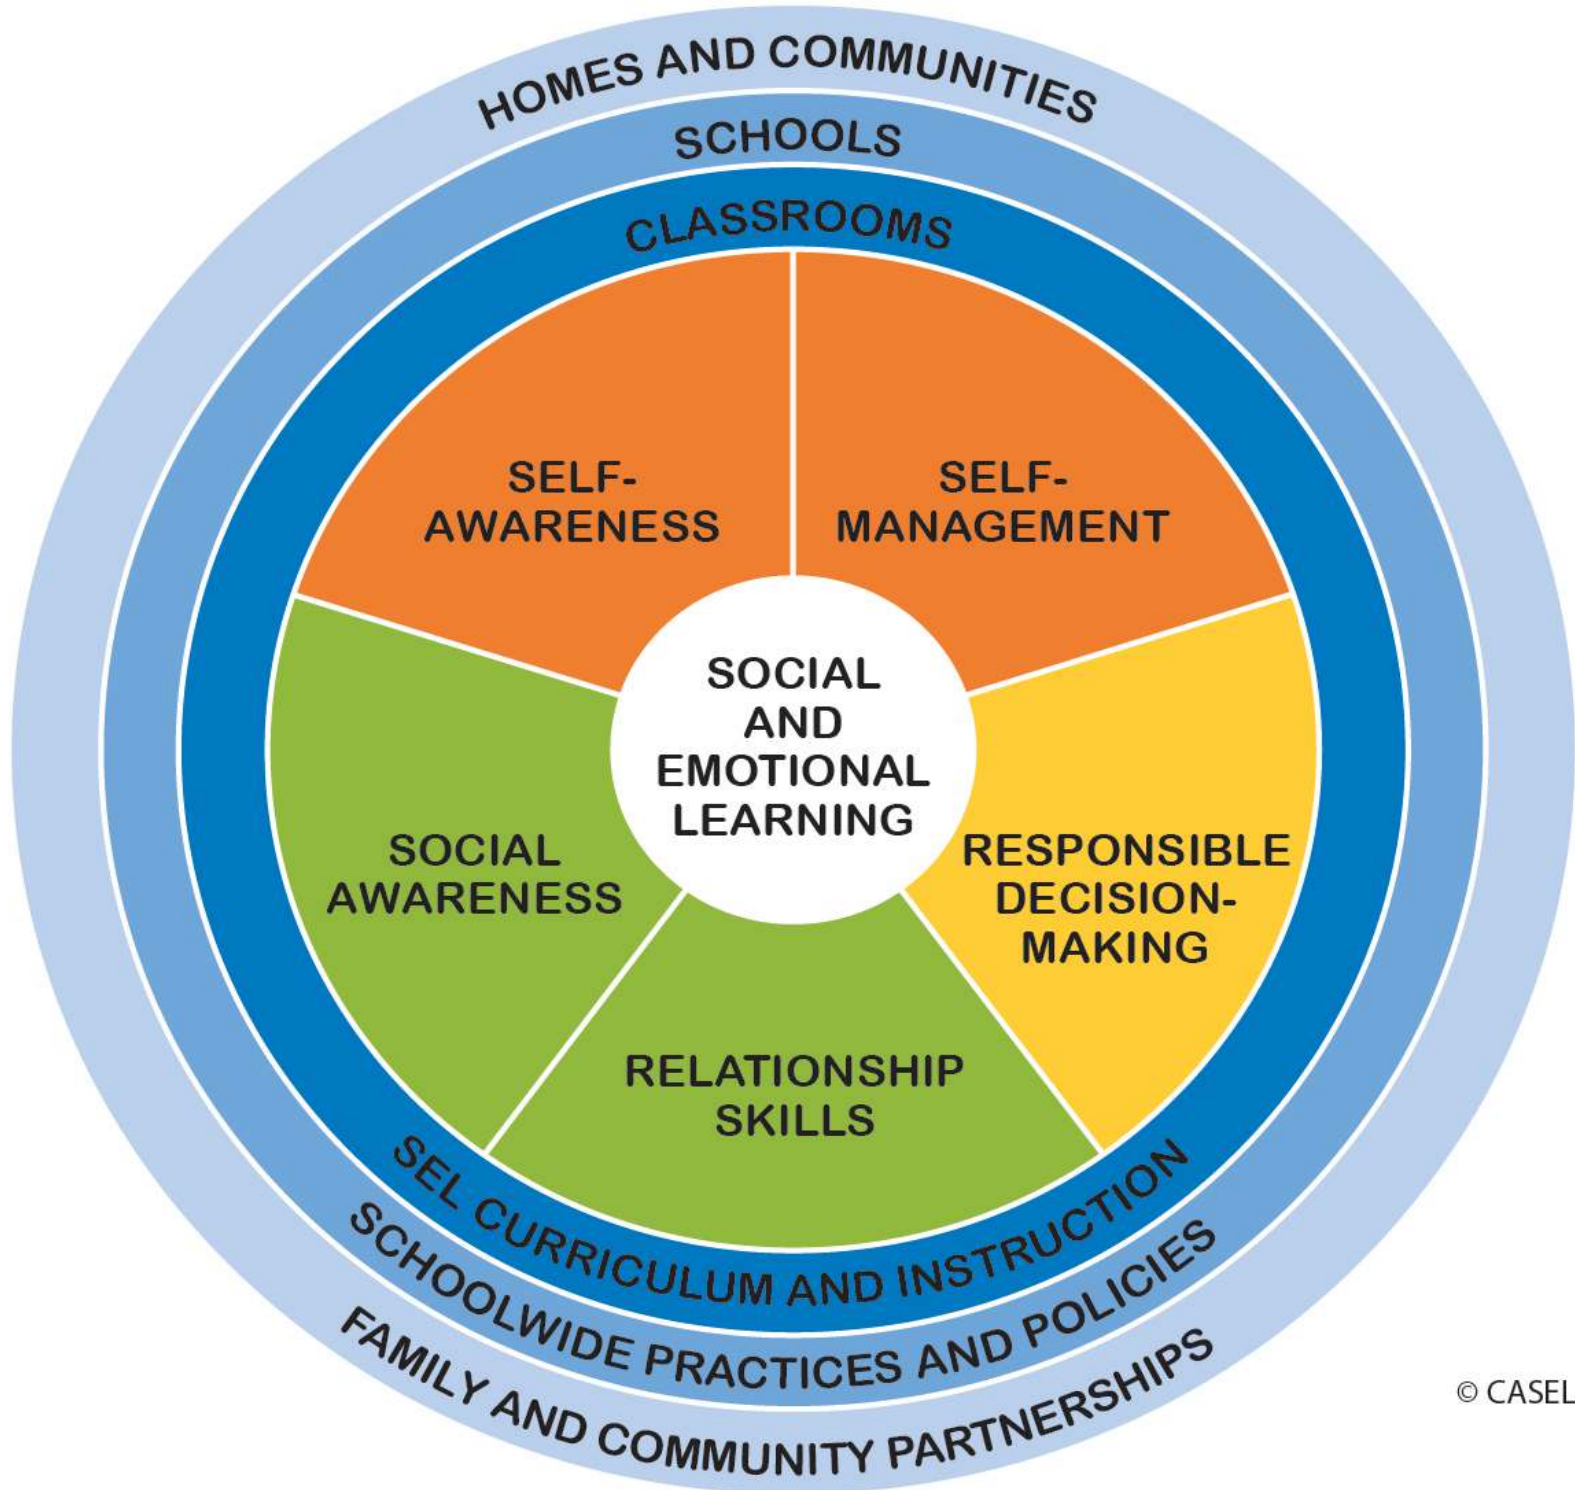 HOMES AND COMMUNITIES
SCHOOLS
CLASSROOMS
SELF-
AWARENESS
SELF-
MANAGEMENT
SOCIAL
AND
EMOTIONAL
LEARNING
SOCIAL
AWARENESS
RESPONSIBLE
DECISION-
MAKING
RELATIONSHIP
SKILLS
SEL CURRICULUM AND INSTRUCTION
SCHOOLWIDE PRACTICES AND POLICIES
FAMILY AND COMMUNITY PARTNERSHIPS
© CASEL